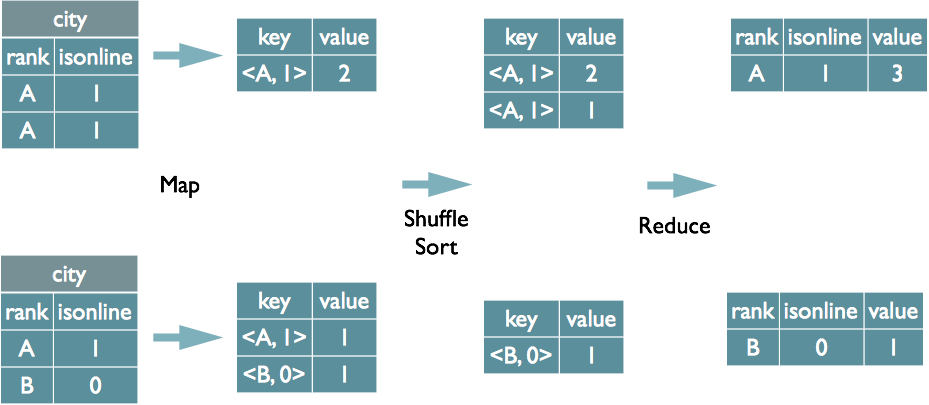 city
rank isonline
A 1
A 1
key value
<A, 1> 2
key value
<A, 1> 2
<A, 1> 1
rank isonline value
A 1 3
Map
Shuffle
Sort
Reduce
city
rank isonline
A 1
B 0
key value
<A, 1> 1
<B, 0> 1
key value
<B, 0> 1
rank isonline value
B 0 1